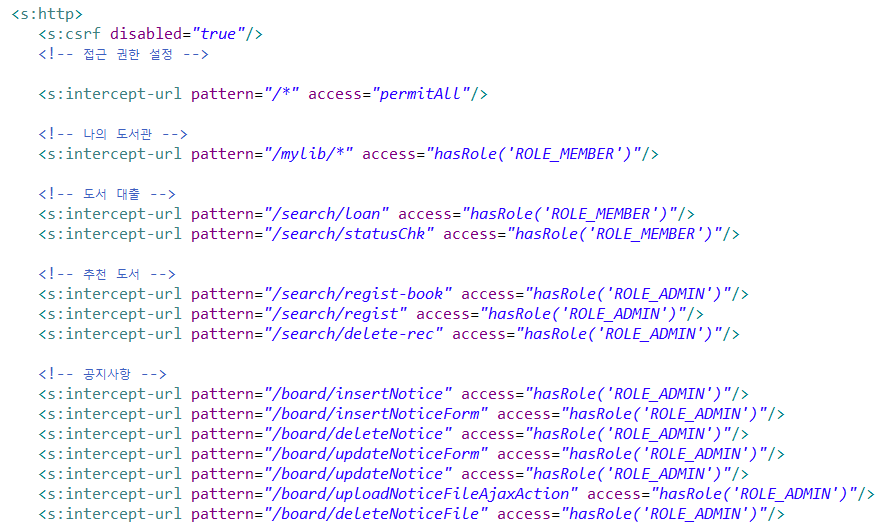 <s:http>
<s:csrf disabled="true"/>
<!-- 접근 권한 설정 -->
<s:intercept-url pattern="/*" access="permitAll"/>
<!-- 나의 도서관 -->
<s:intercept-url pattern="/mylib/*" access="hasRole('ROLE_MEMBER')"/>
<!-- 도서 대출 -->
<s:intercept-url pattern="/search/loan" access="hasRole('ROLE_MEMBER')"/>
<s:intercept-url pattern="/search/statusChk" access="hasRole('ROLE_MEMBER')"/>
<!-- 추천 도서 -->
<s:intercept-url pattern="/search/regist-book" access="hasRole('ROLE_ADMIN')"/>
<s:intercept-url pattern="/search/regist" access="hasRole('ROLE_ADMIN')"/>
<s:intercept-url pattern="/search/delete-rec" access="hasRole('ROLE_ADMIN')"/>
<!-- 공지사항 -->
<s:intercept-url pattern="/board/insertNotice" access="hasRole('ROLE_ADMIN')"/>
<s:intercept-url pattern="/board/insertNoticeForm" access="hasRole('ROLE_ADMIN')"/>
<s:intercept-url pattern="/board/deleteNotice" access="hasRole('ROLE_ADMIN')"/>
<s:intercept-url pattern="/board/updateNoticeForm" access="hasRole('ROLE_ADMIN')"/>
<s:intercept-url pattern="/board/updateNotice" access="hasRole('ROLE_ADMIN')"/>
<s:intercept-url pattern="/board/uploadNoticeFileAjaxAction" access="hasRole('ROLE_ADMIN')"/>
<s:intercept-url pattern="/board/deleteNoticeFile" access="hasRole('ROLE_ADMIN')"/>